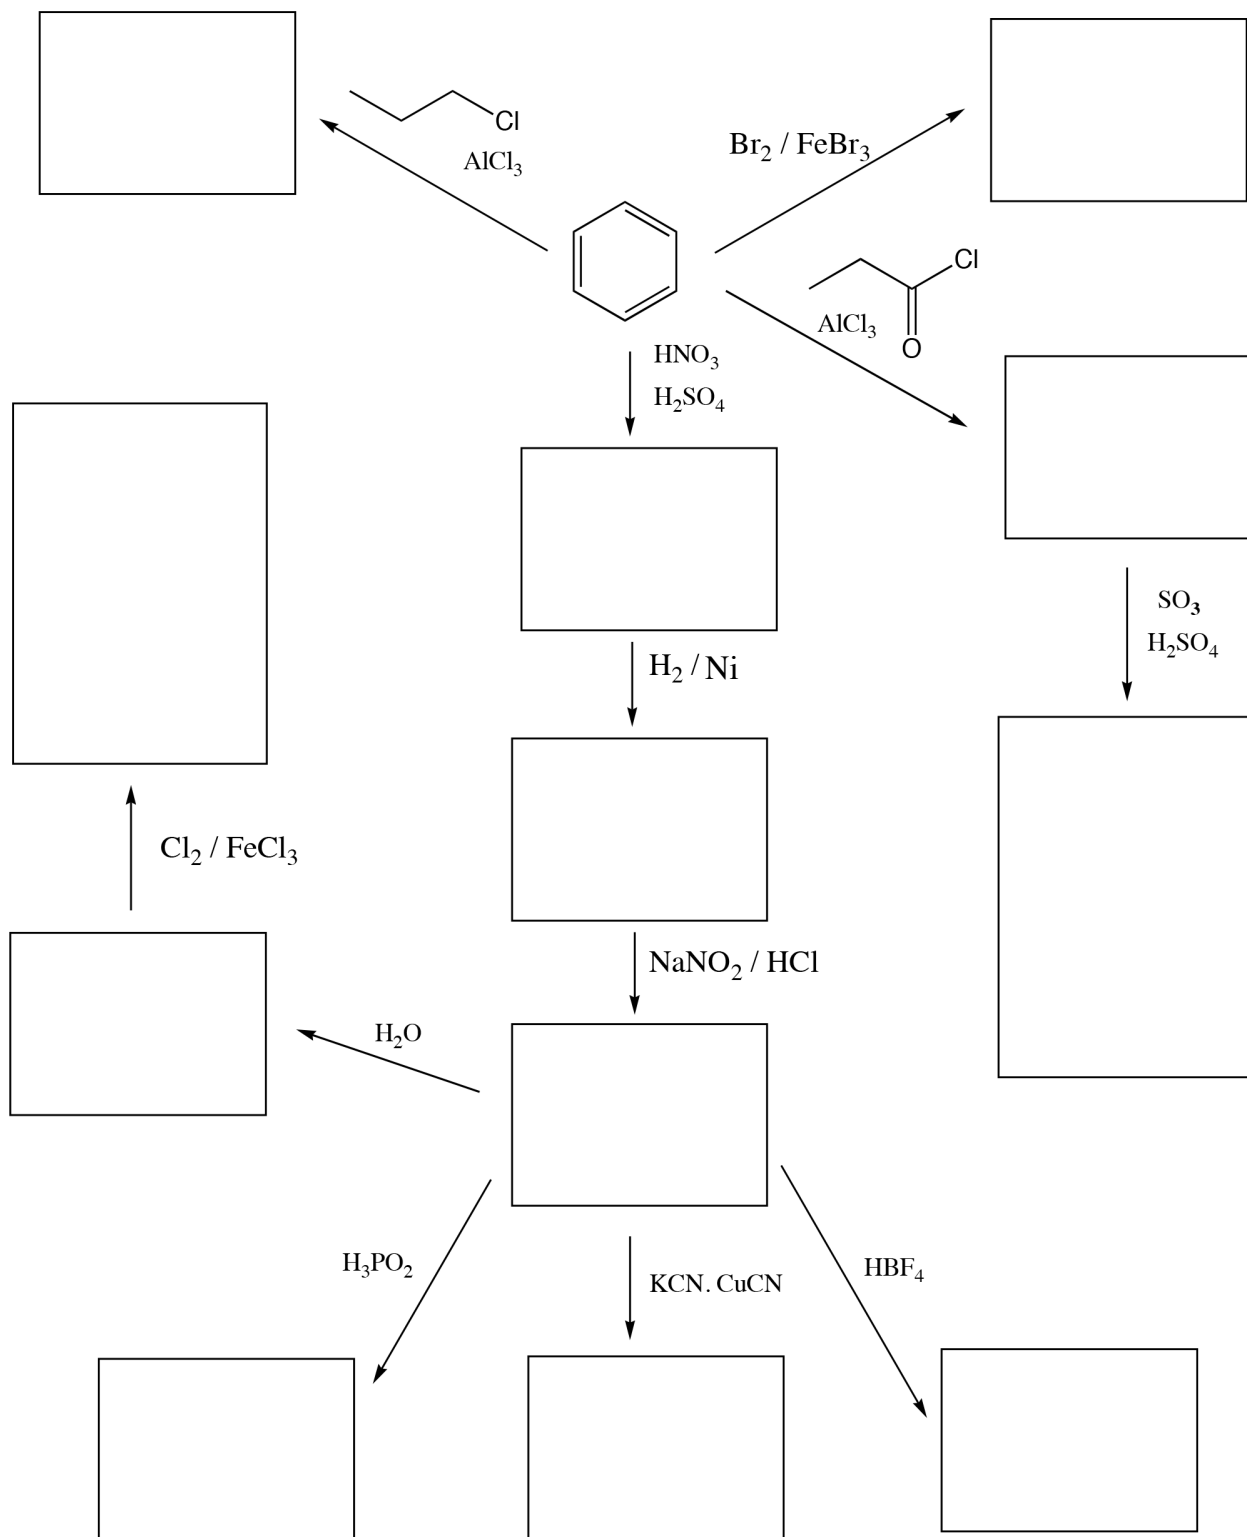 Cl
AlCl₃
Br₂ / FeBr₃
Cl
AlCl₃
O
HNO₃
H₂SO₄
SO₃
H₂SO₄
H₂ / Ni
Cl₂ / FeCl₃
NaNO₂ / HCl
H₂O
H₃PO₂
KCN. CuCN
HBF₄